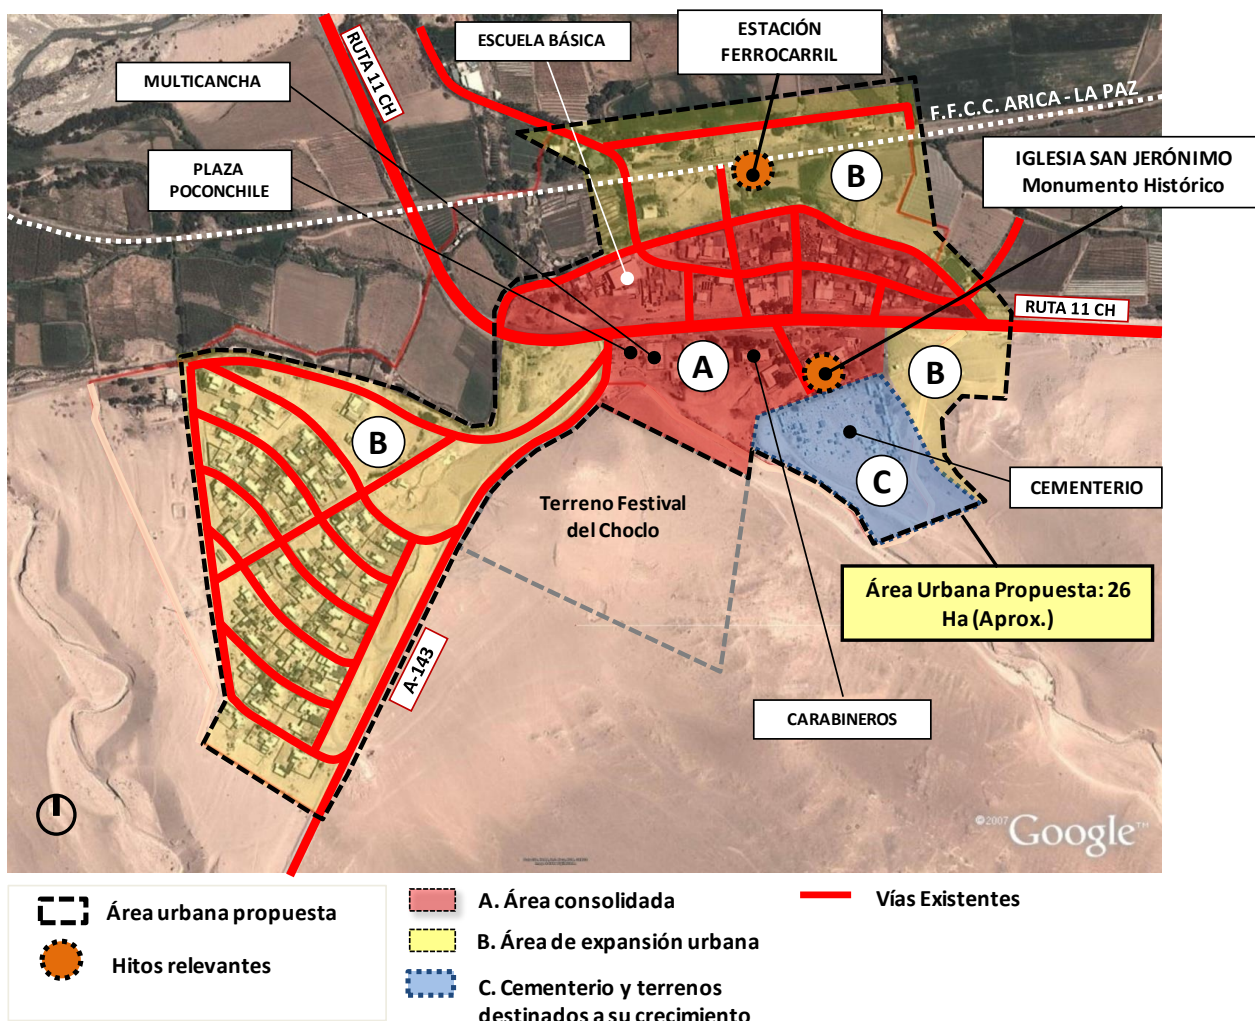 ESCUELA BÁSICA
ESTACIÓN
FERROCARRIL
RUTA 11 CH
MULTICANCHA
F.F.C.C. ARICA - LA PAZ
PLAZA
POCONCHILE
IGLESIA SAN JERÓNIMO
Monumento Histórico
B
RUTA 11 CH
A
B
B
C
CEMENTERIO
Terreno Festival
del Choclo
Área Urbana Propuesta: 26
Ha (Aprox.)
A-143
CARABINEROS
©2007 Google™
Área urbana propuesta
Hitos relevantes
A. Área consolidada
B. Área de expansión urbana
C. Cementerio y terrenos
destinados a su crecimiento
Vías Existentes